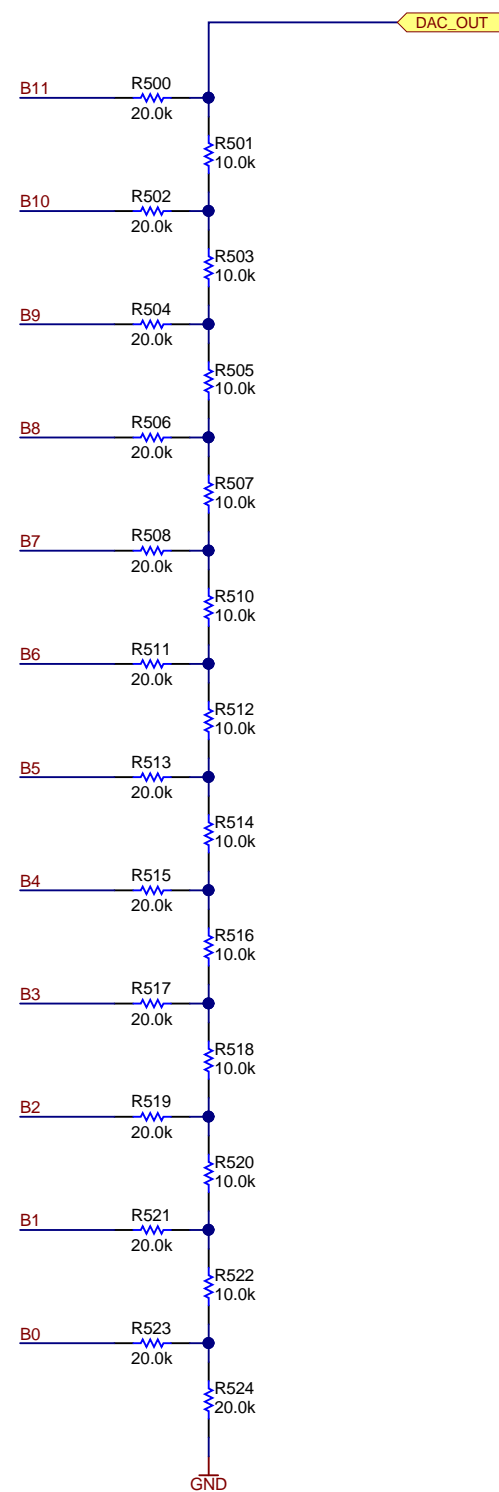 DAC_OUT
B11
R500
20.0k
R501
10.0k
B10
R502
20.0k
R503
10.0k
B9
R504
20.0k
R505
10.0k
B8
R506
20.0k
R507
10.0k
B7
R508
20.0k
R510
10.0k
B6
R511
20.0k
R512
10.0k
B5
R513
20.0k
R514
10.0k
B4
R515
20.0k
R516
10.0k
B3
R517
20.0k
R518
10.0k
B2
R519
20.0k
R520
10.0k
B1
R521
20.0k
R522
10.0k
B0
R523
20.0k
R524
20.0k
GND